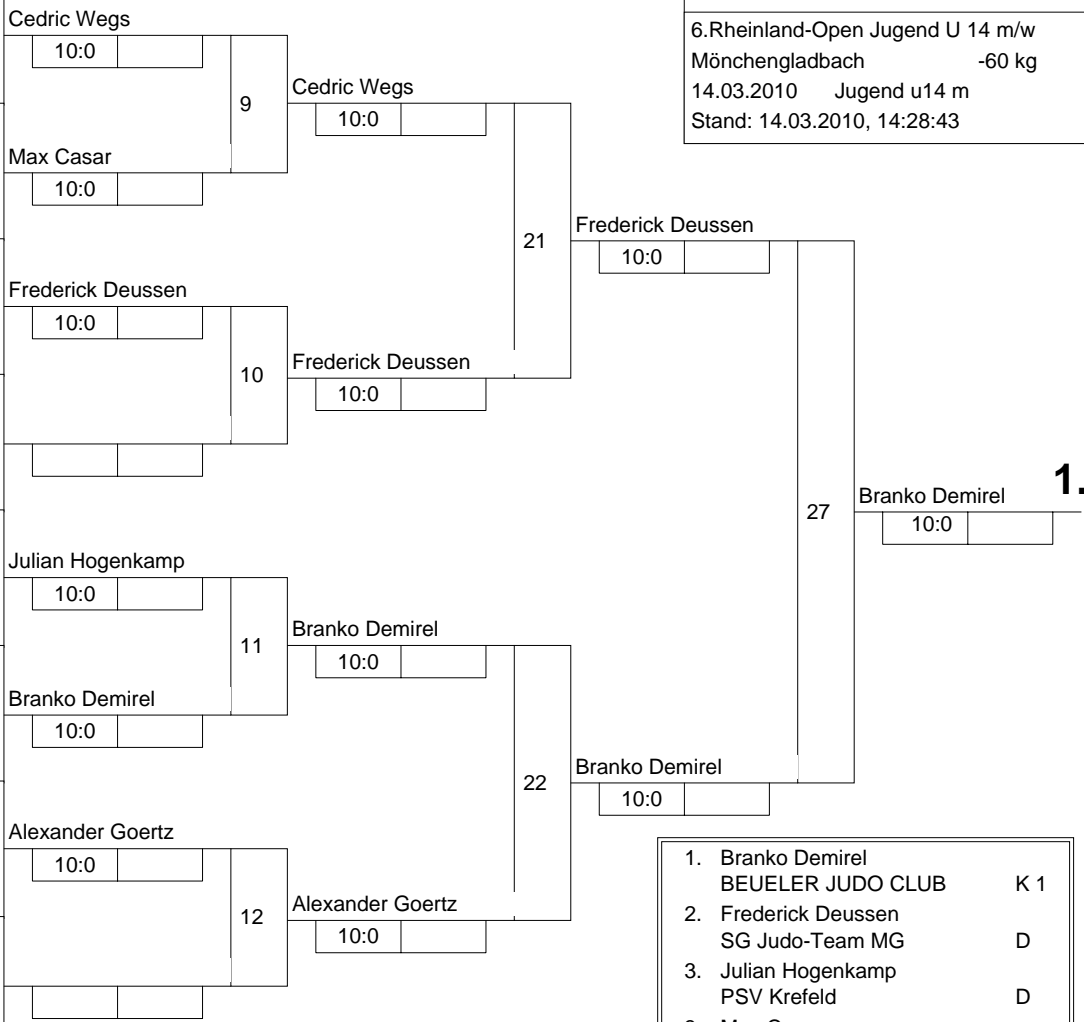 Cedric Wegs
10:0
9
Max Casar
10:0
Cedric Wegs
10:0
Frederick Deussen
10:0
10
Frederick Deussen
10:0
21
Frederick Deussen
10:0
Julian Hogenkamp
10:0
11
Branko Demirel
10:0
Branko Demirel
10:0
Alexander Goertz
10:0
12
Alexander Goertz
10:0
22
Branko Demirel
10:0
27
Branko Demirel 1.
10:0
6.Rheinland-Open Jugend U 14 m/w
Mönchengladbach -60 kg
14.03.2010 Jugend u14 m
Stand: 14.03.2010, 14:28:43
1. Branko Demirel
BEUELER JUDO CLUB K 1
2. Frederick Deussen
SG Judo-Team MG D
3. Julian Hogenkamp
PSV Krefeld D